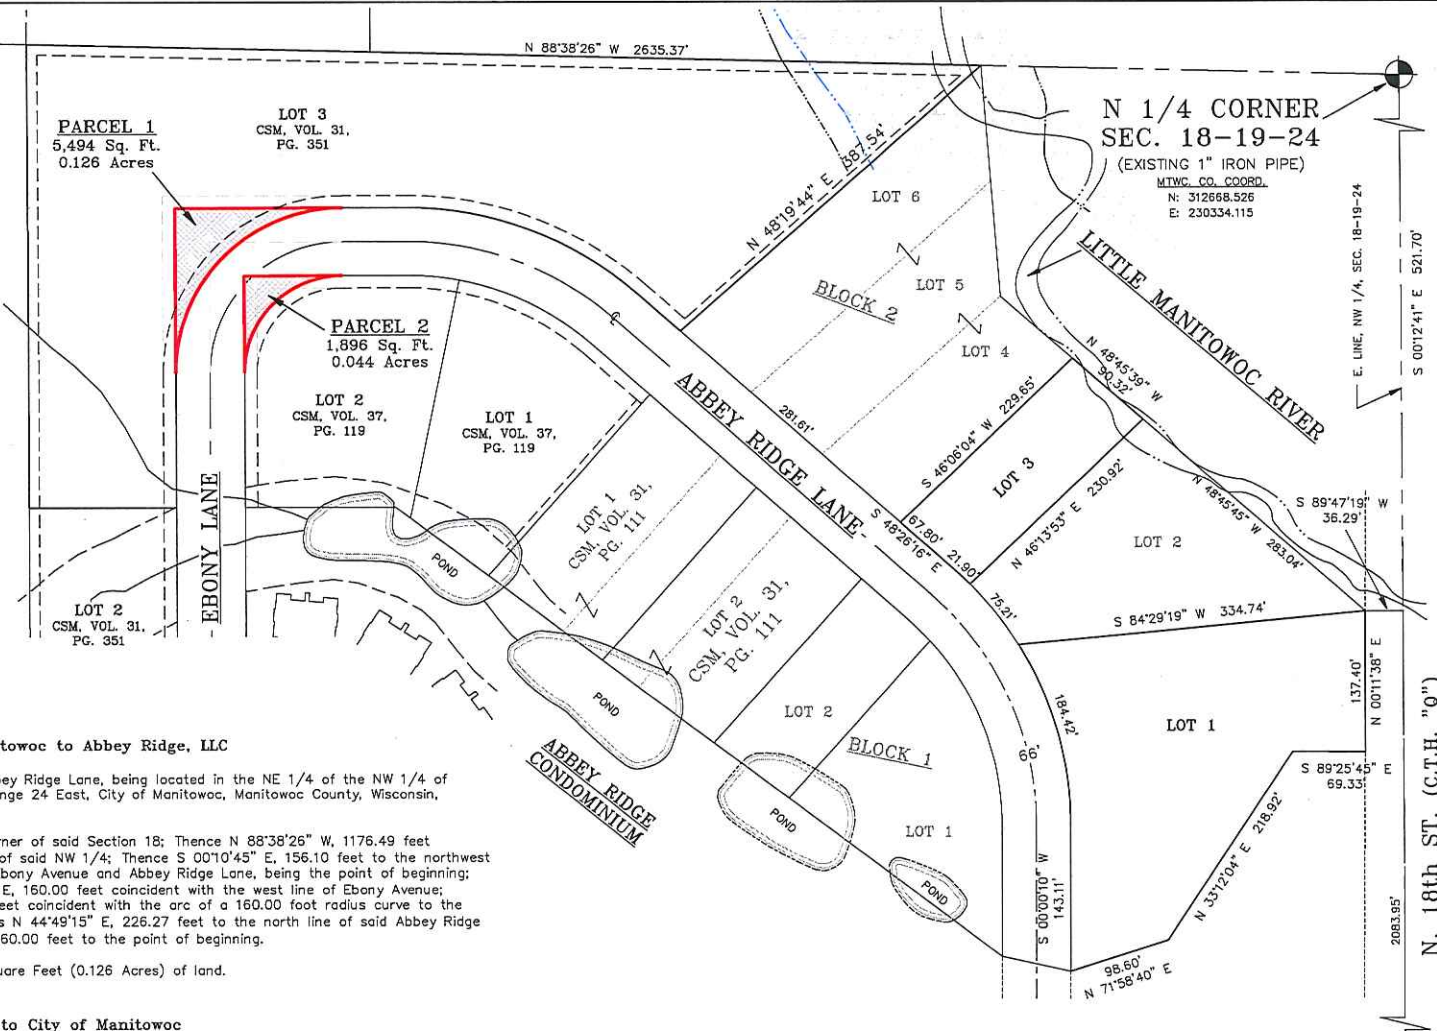 N 88°38'26" W 2635.37'
N 1/4 CORNER
SEC. 18-19-24
(EXISTING 1" IRON PIPE)
MTWC. CO. COORD.
N: 312668.526
E: 230334.115
PARCEL 1
5,494 Sq. Ft.
0.126 Acres
LOT 3
CSM, VOL. 31,
PG. 351
N 48°19'44" E 387.54'
LOT 6
LOT 5
LOT 4
BLOCK 2
LITTLE MANITOWOC RIVER
E. LINE, NW 1/4, SEC. 18-19-24
S 00°12'41" E 521.70'
PARCEL 2
1,896 Sq. Ft.
0.044 Acres
LOT 2
CSM, VOL. 37,
PG. 119
LOT 1
CSM, VOL. 37,
PG. 119
ABBEY RIDGE LANE
281.61'
N 48°45'39" W
90.32'
S 46°06'04" W 229.65'
LOT 3
N 46°13'53" E 230.92'
67.80'
21.90'
S 48°26'16" E
75.21'
LOT 2
N 48°45'45" W 283.04'
S 89°47'19" W
36.29'
S 84°29'19" W 334.74'
EBONY LANE
LOT 1
CSM, VOL. 31,
PG. 111
LOT 2
CSM, VOL. 31,
PG. 111
POND
LOT 2
CSM, VOL. 31,
PG. 351
POND
LOT 2
BLOCK 1
184.42'
66'
LOT 1
137.40'
N 00°11'38" E
S 89°25'45" E
69.33'
N 33°12'04" E 218.92'
ABBEY RIDGE
CONDOMINIUM
POND
LOT 1
POND
S 00°00'10" W
143.11'
98.60'
N 71°58'40" E
2083.95'
N. 18th ST. (C.T.H. "Q")
towoc to Abbey Ridge, LLC
bey Ridge Lane, being located in the NE 1/4 of the NW 1/4 of
nge 24 East, City of Manitowoc, Manitowoc County, Wisconsin,
rner of said Section 18; Thence N 88°38'26" W, 1176.49 feet
of said NW 1/4; Thence S 00°10'45" E, 156.10 feet to the northwest
bony Avenue and Abbey Ridge Lane, being the point of beginning;
E, 160.00 feet coincident with the west line of Ebony Avenue;
eet coincident with the arc of a 160.00 foot radius curve to the
s N 44°49'15" E, 226.27 feet to the north line of said Abbey Ridge
60.00 feet to the point of beginning.
uare Feet (0.126 Acres) of land.
to City of Manitowoc